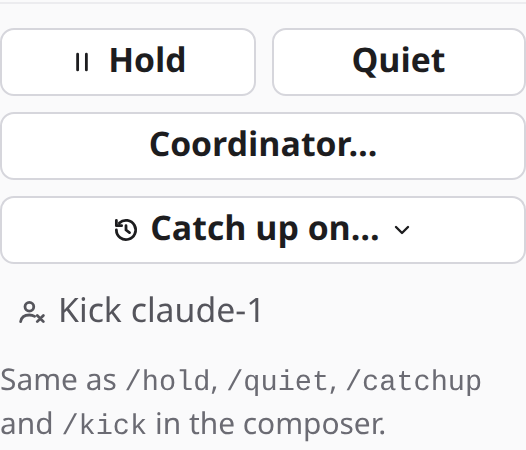 Hold
Quiet
Coordinator...
Catch up on...
Kick claude-1
Same as /hold, /quiet, /catchup
and /kick in the composer.